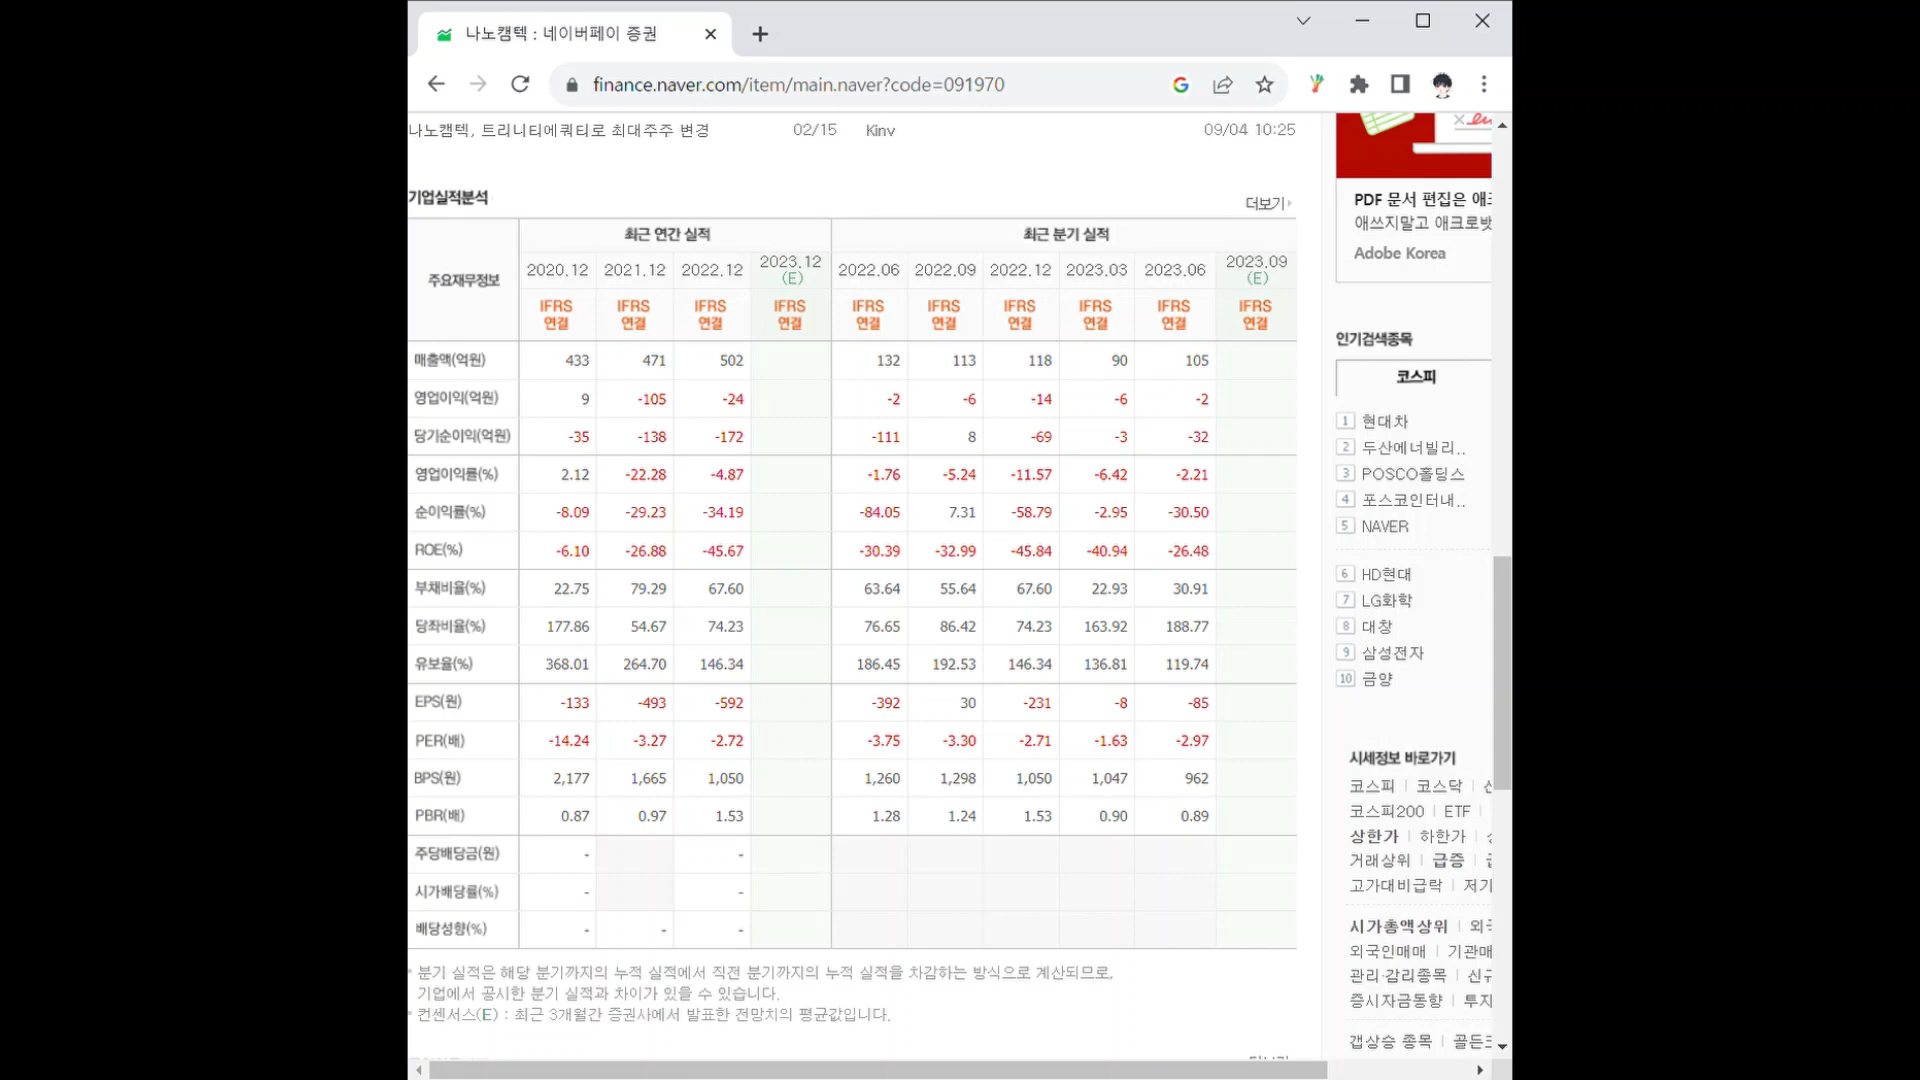 나노캠텍 : 네이버페이 증권
finance.naver.com/item/main.naver?code=091970
나노캠텍, 트리니티에쿼티로 최대주주 변경 02/15 Kinv 09/04 10:25
기업실적분석 더보기
주요재무정보 최근 연간 실적 최근 분기 실적
2020.12 2021.12 2022.12 2023.12 (E) 2022.06 2022.09 2022.12 2023.03 2023.06 2023.09 (E)
IFRS IFRS IFRS IFRS IFRS IFRS IFRS IFRS IFRS IFRS
연결 연결 연결 연결 연결 연결 연결 연결 연결 연결
매출액(억원) 433 471 502 132 113 118 90 105
영업이익(억원) 9 -105 -24 -2 -6 -14 -6 -2
당기순이익(억원) -35 -138 -172 -111 8 -69 -3 -32
영업이익률(%) 2.12 -22.28 -4.87 -1.76 -5.24 -11.57 -6.42 -2.21
순이익률(%) -8.09 -29.23 -34.19 -84.05 7.31 -58.79 -2.95 -30.50
ROE(%) -6.10 -26.88 -45.67 -30.39 -32.99 -45.84 -40.94 -26.48
부채비율(%) 22.75 79.29 67.60 63.64 55.64 67.60 22.93 30.91
당좌비율(%) 177.86 54.67 74.23 76.65 86.42 74.23 163.92 188.77
유보율(%) 368.01 264.70 146.34 186.45 192.53 146.34 136.81 119.74
EPS(원) -133 -493 -592 -392 30 -231 -8 -85
PER(배) -14.24 -3.27 -2.72 -3.75 -3.30 -2.71 -1.63 -2.97
BPS(원) 2,177 1,665 1,050 1,260 1,298 1,050 1,047 962
PBR(배) 0.87 0.97 1.53 1.28 1.24 1.53 0.90 0.89
주당배당금(원) - -
시가배당률(%) - -
배당성향(%) - - -
분기 실적은 해당 분기까지의 누적 실적에서 직전 분기까지의 누적 실적을 차감하는 방식으로 계산되므로,
기업에서 공시한 분기 실적과 차이가 있을 수 있습니다.
컨센서스(E) : 최근 3개월간 증권사에서 발표한 전망치의 평균값입니다.
PDF 문서 편집은
애쓰지말고 애크로뱃
Adobe Korea
인기검색종목
코스피
1 현대차
2 두산에너빌리..
3 POSCO홀딩스
4 포스코인터내..
5 NAVER
6 HD현대
7 LG화학
8 대창
9 삼성전자
10 금양
시세정보 바로가기
코스피 코스닥
코스피200 ETF
상한가 하한가
거래상위 급증
고가대비급락
시가총액상위
외국인매매
관리·감리종목
증시자금동향
갭상승 종목